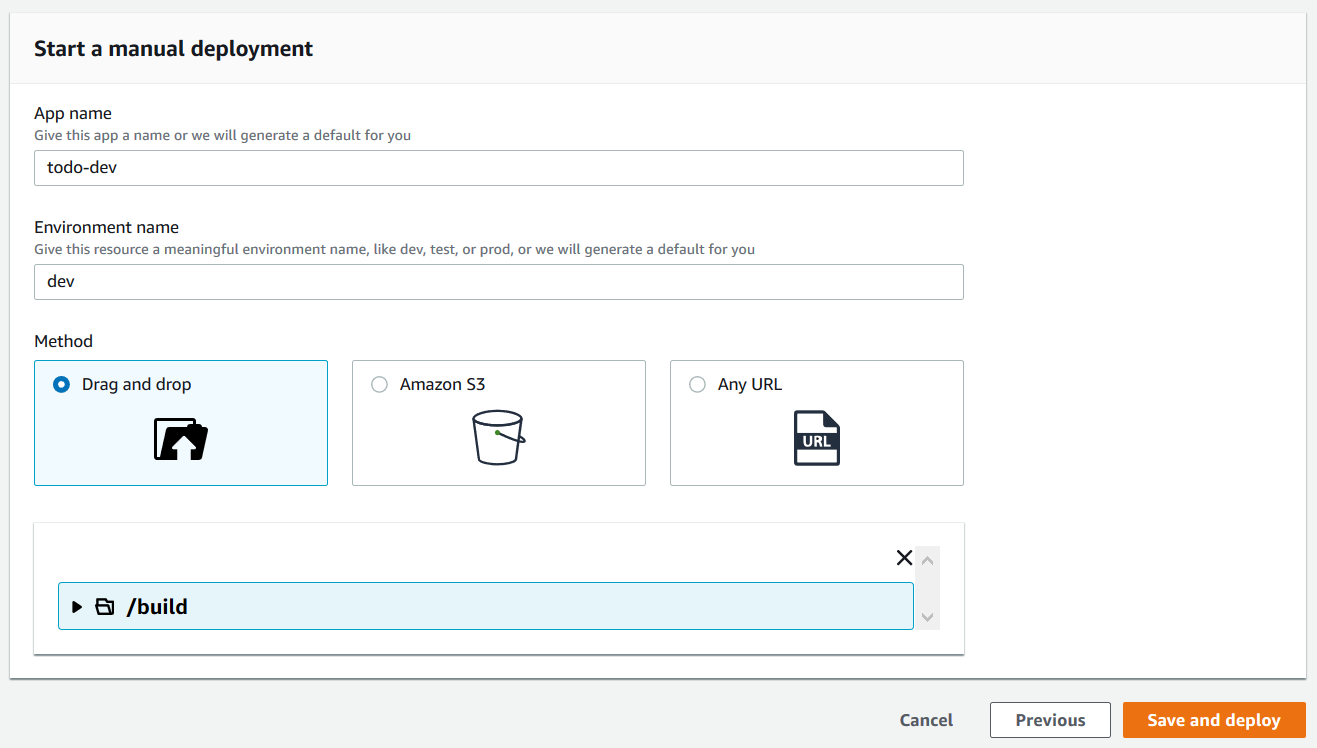 Start a manual deployment
App name
Give this app a name or we will generate a default for you
todo-dev
Environment name
Give this resource a meaningful environment name, like dev, test, or prod, or we will generate a default for you
dev
Method
Drag and drop
Amazon S3
Any URL
URL
/build
Cancel
Previous
Save and deploy